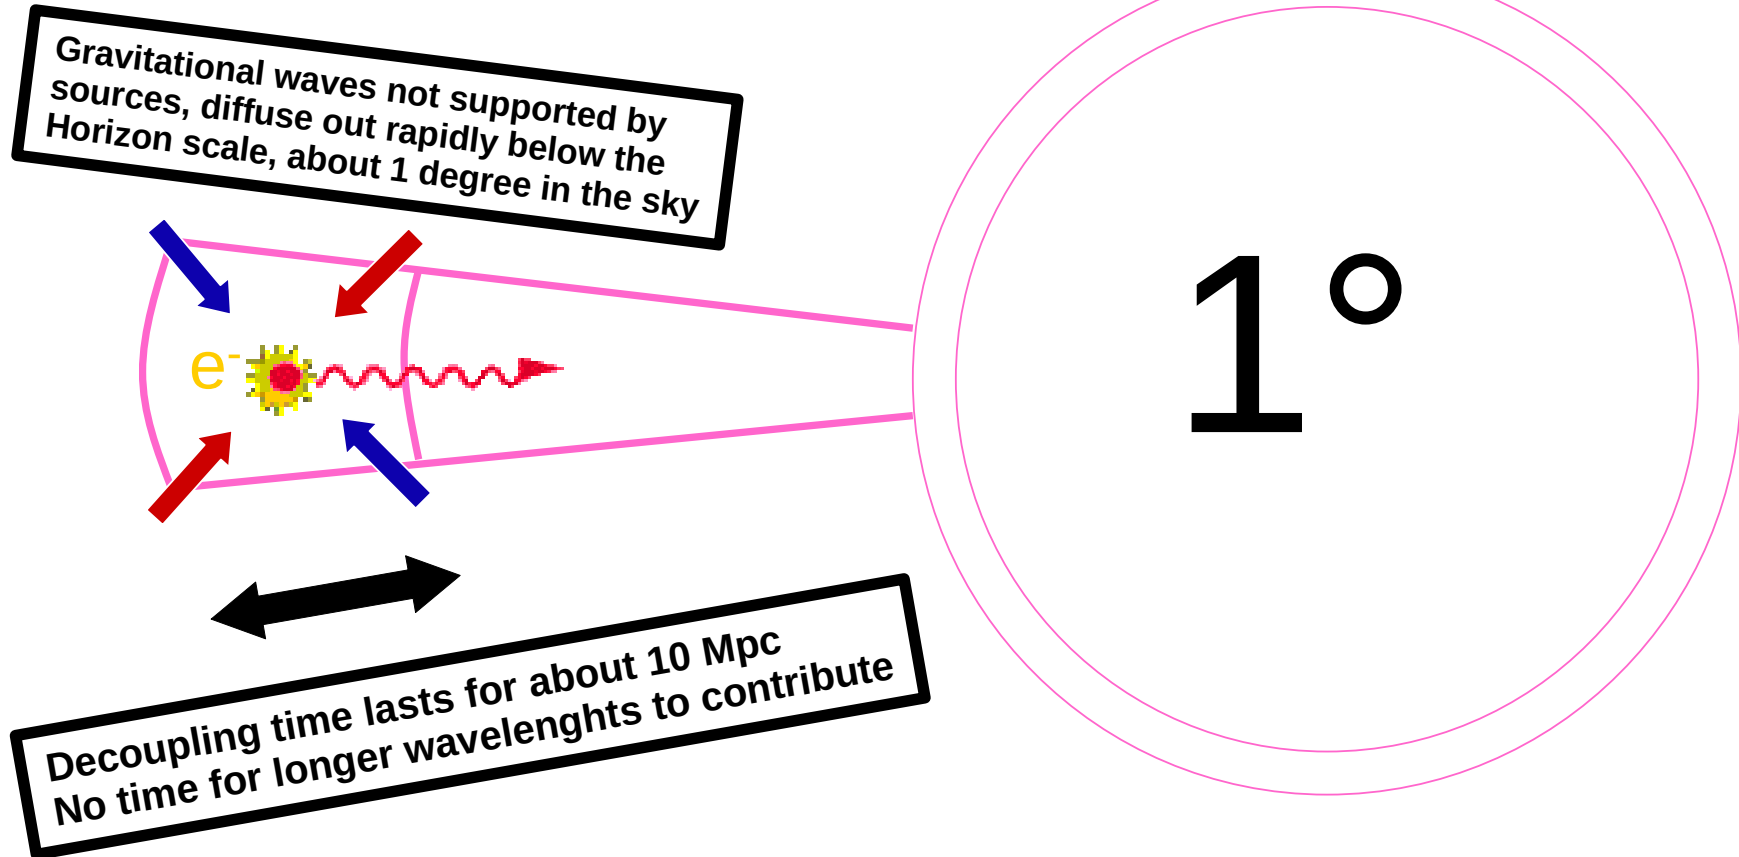 Gravitational waves not supported by
sources, diffuse out rapidly below the
Horizon scale, about 1 degree in the sky
e-
1°
Decoupling time lasts for about 10 Mpc
No time for longer wavelenghts to contribute